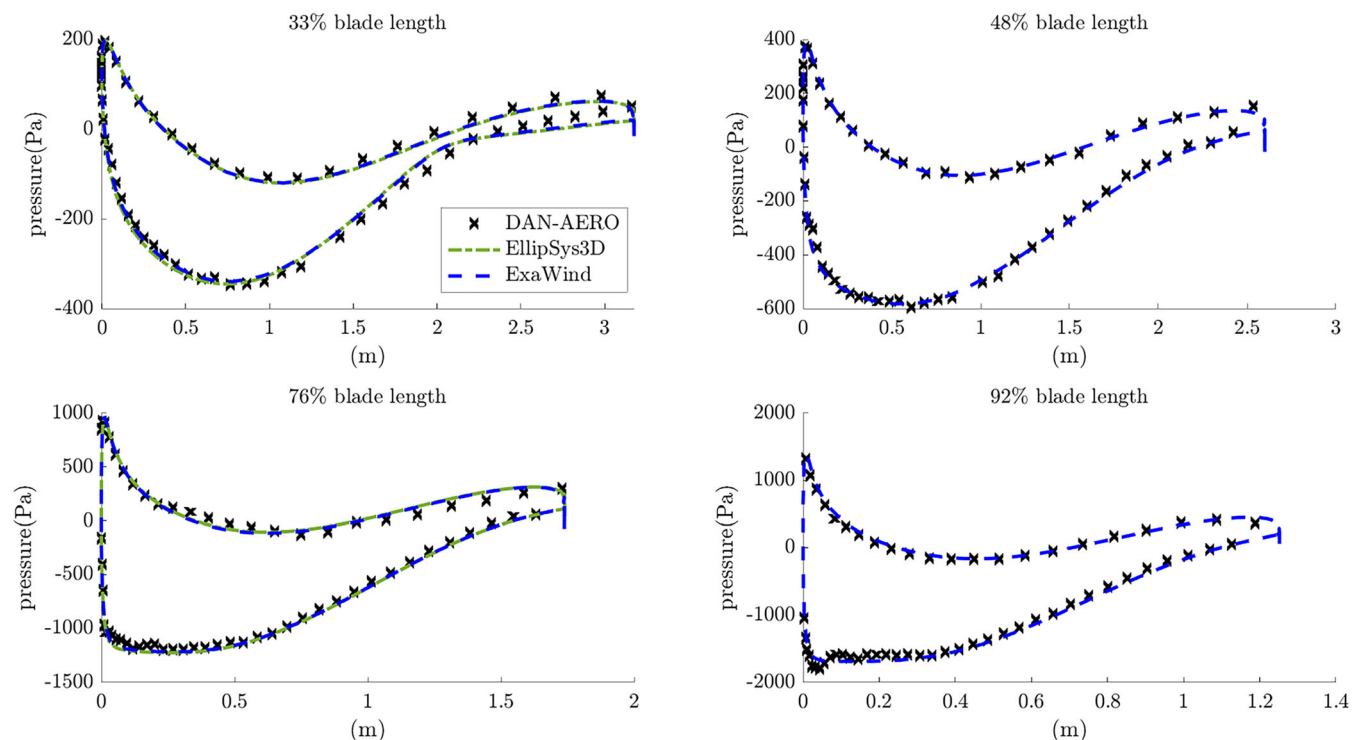 33% blade length
200
0
-200
-400
pressure(Pa)
0 0.5 1 1.5 2 2.5 3
(m)
DAN-AERO
EllipSys3D
ExaWind
48% blade length
400
200
0
-200
-400
-600
pressure(Pa)
0 0.5 1 1.5 2 2.5 3
(m)
76% blade length
1000
500
0
-500
-1000
-1500
pressure(Pa)
0 0.5 1 1.5 2
(m)
92% blade length
2000
1000
0
-1000
-2000
pressure(Pa)
0 0.2 0.4 0.6 0.8 1 1.2 1.4
(m)